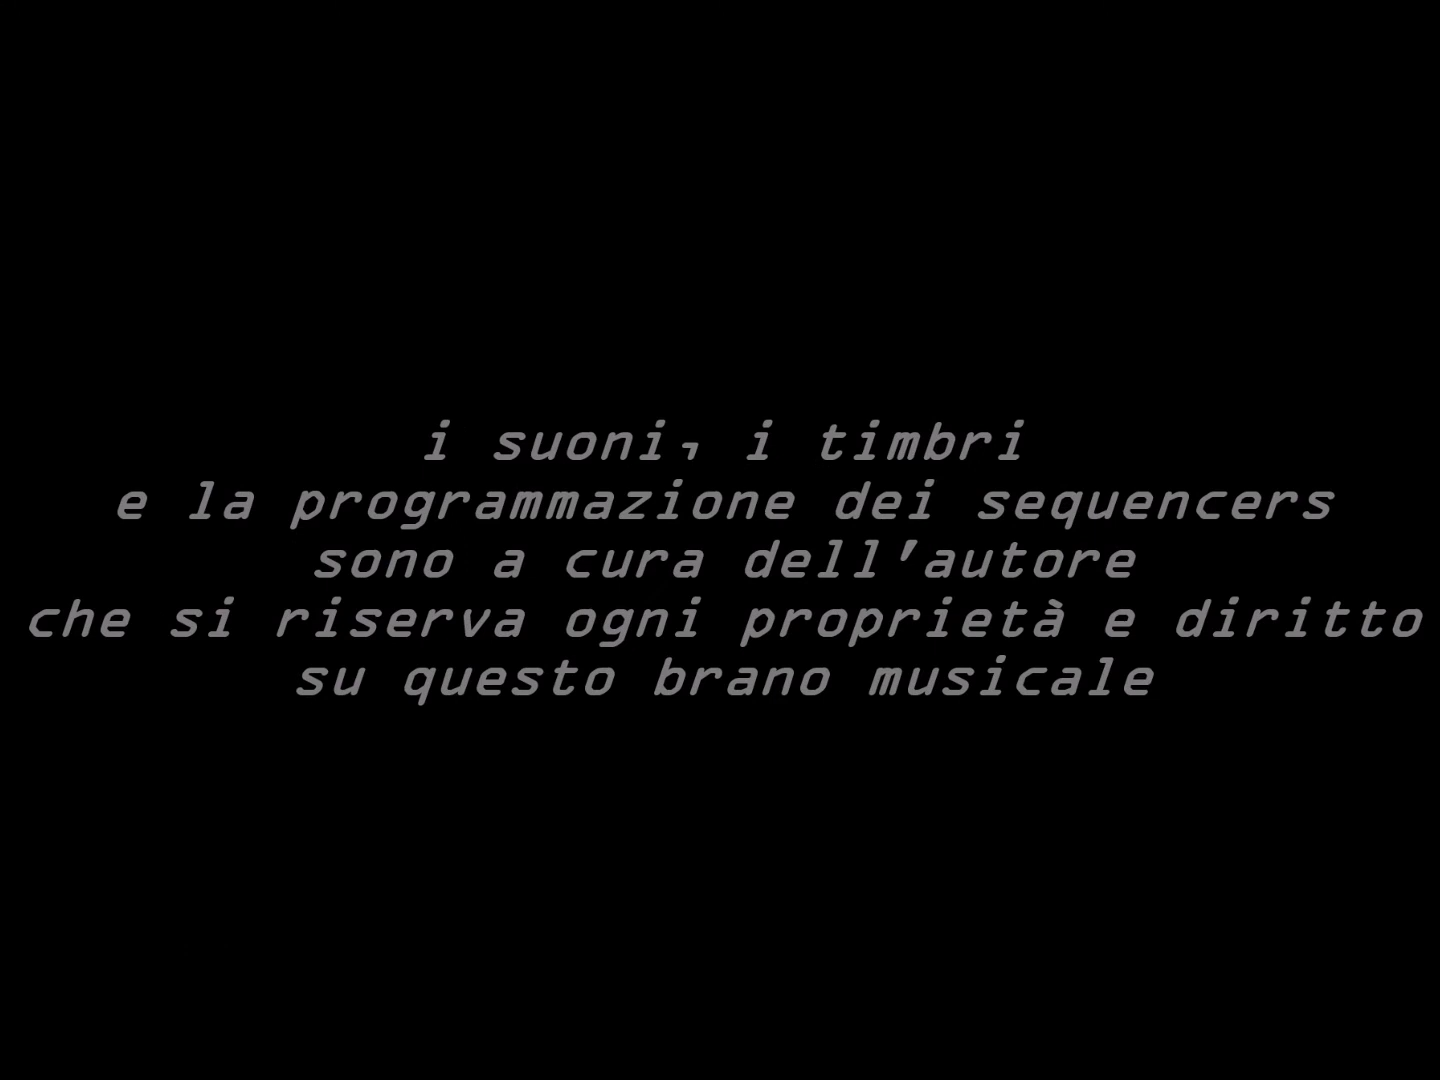 i suoni, i timbri
e la programmazione dei sequencers
sono a cura dell'autore
che si riserva ogni proprietà e diritto
su questo brano musicale